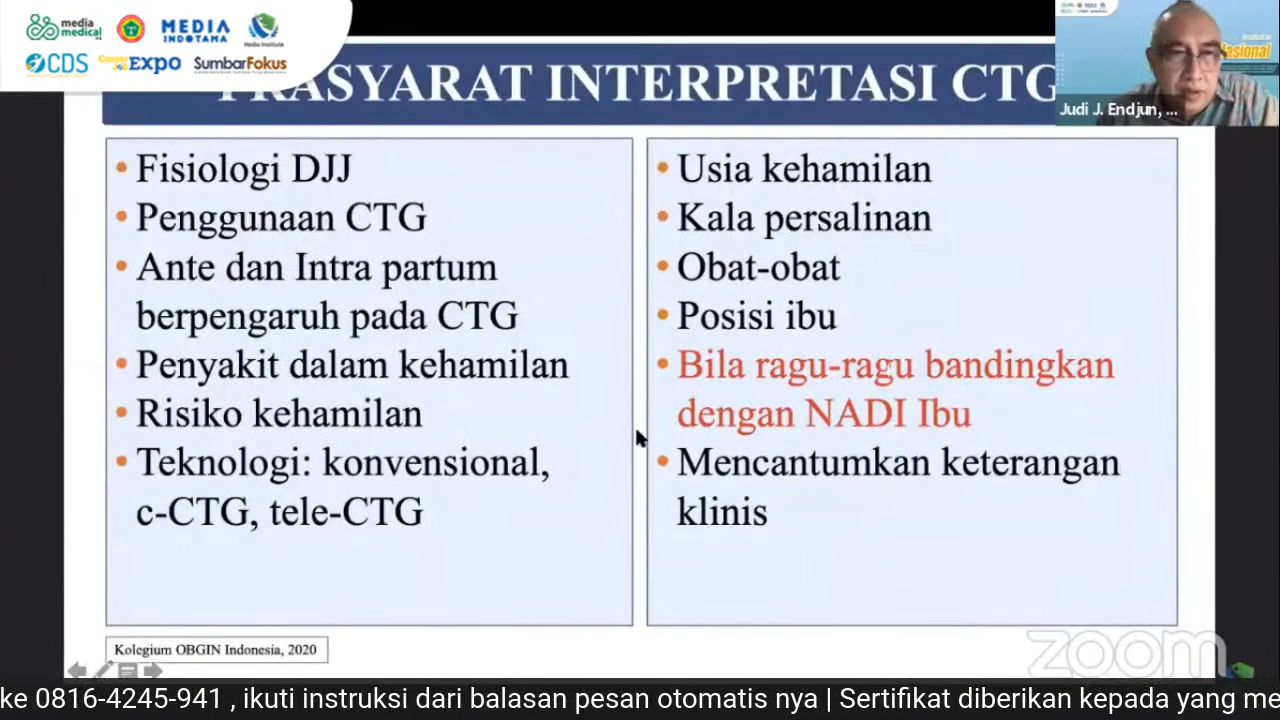 media
medical
MEDIA
INDOTAMA
Media Institute
CDS
Expo
SumbarFokus
PRASYARAT INTERPRETASI CTG
Nasional
Judi J. Endjun, ...
• Fisiologi DJJ
• Penggunaan CTG
• Ante dan Intra partum
berpengaruh pada CTG
• Penyakit dalam kehamilan
• Risiko kehamilan
• Teknologi: konvensional,
c-CTG, tele-CTG
• Usia kehamilan
• Kala persalinan
• Obat-obat
• Posisi ibu
• Bila ragu-ragu bandingkan
dengan NADI Ibu
• Mencantumkan keterangan
klinis
Kolegium OBGIN Indonesia, 2020
zoom
ke 0816-4245-941 , ikuti instruksi dari balasan pesan otomatis nya | Sertifikat diberikan kepada yang me